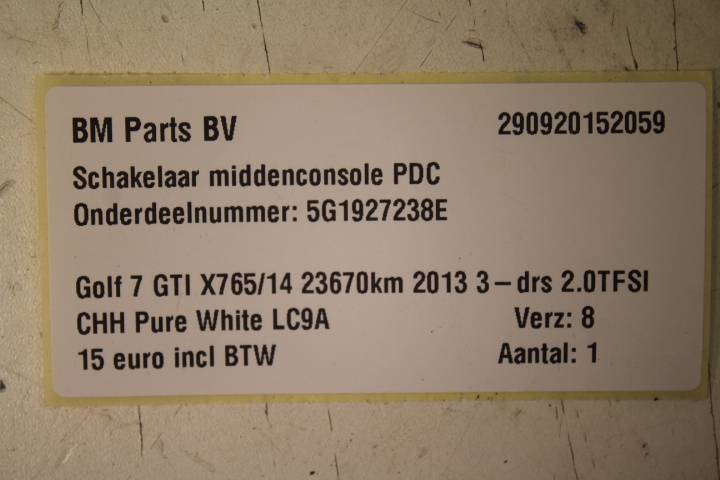 BM Parts BV 290920152059
Schakelaar middenconsole PDC
Onderdeelnummer: 5G1927238E
Golf 7 GTI X765/14 23670km 2013 3-drs 2.0TFSI
CHH Pure White LC9A Verz: 8
15 euro incl BTW Aantal: 1